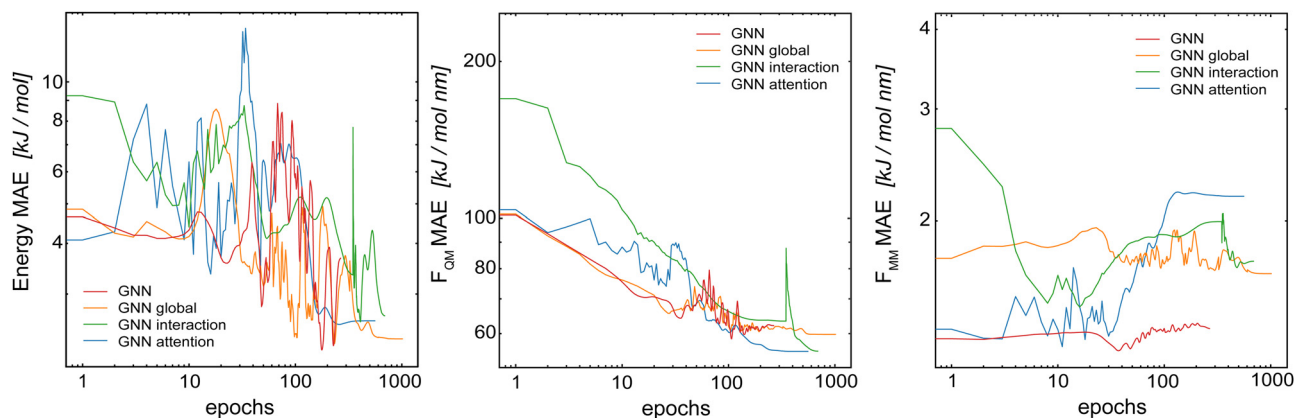 Energy MAE [kJ / mol]
10
8
6
4
GNN
GNN global
GNN interaction
GNN attention
1
10
100
1000
epochs
F_QM MAE [kJ / mol nm]
200
100
80
60
GNN
GNN global
GNN interaction
GNN attention
1
10
100
1000
epochs
F_MM MAE [kJ / mol nm]
4
3
2
GNN
GNN global
GNN interaction
GNN attention
1
10
100
1000
epochs